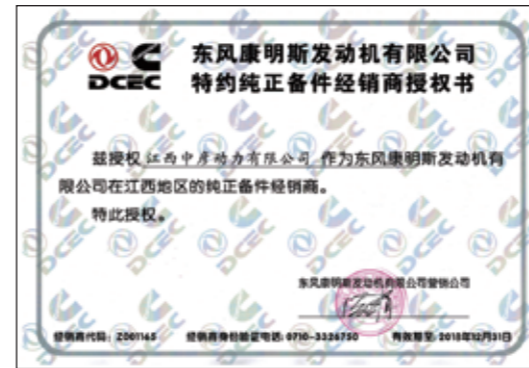 DCEC
东风康明斯发动机有限公司
特约纯正备件经销商授权书
兹授权 江西中彦动力有限公司 作为东风康明斯发动机有
限公司在江西地区的纯正备件经销商。
特此授权。
东风康明斯发动机有限公司营销公司
经销商代码：Z001165
经销商身份验证电话：0710-3326750
有效期至：2018年12月31日